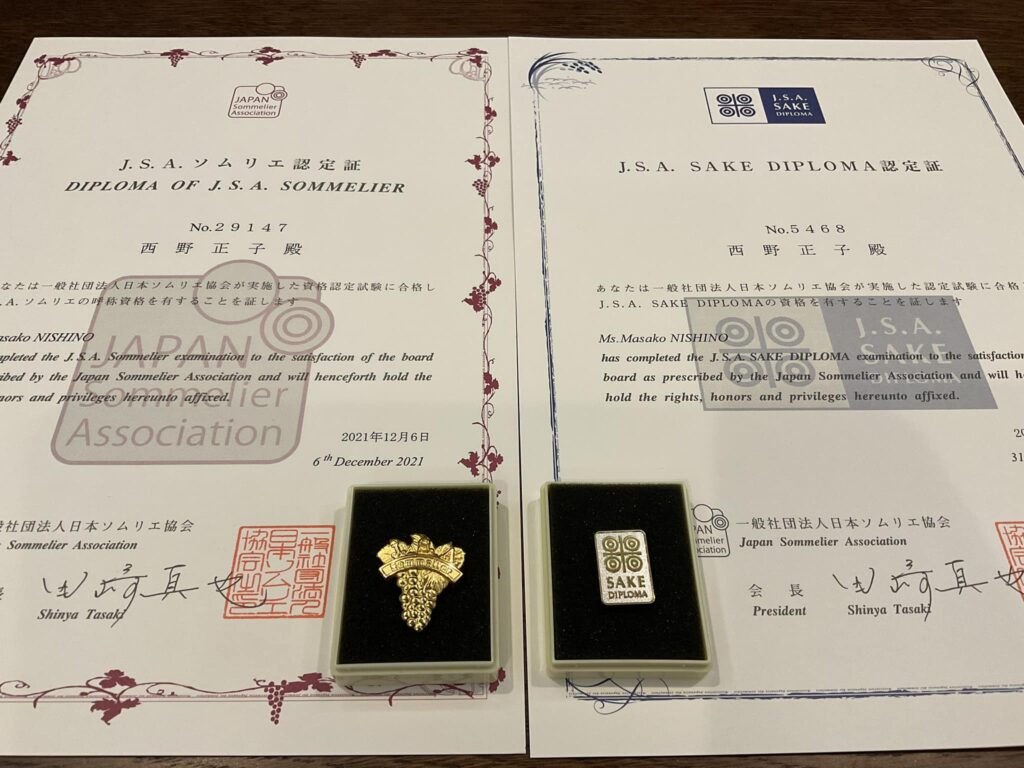 JAPAN
Sommelier
Association
J.S.A.ソムリエ認定証
DIPLOMA OF J.S.A. SOMMELIER
No.29147
西野正子殿
なたは一般社団法人日本ソムリエ協会が実施した資格認定試験に合格し
.A.ソムリエの呼称資格を有することを証します
asako NISHINO
mpleted the J.S.A. Sommelier examination to the satisfaction of the board
ribed by the Japan Sommelier Association and will henceforth hold the
nors and privileges hereunto affixed.
JAPAN
Sommelier
Association
2021年12月6日
6th December 2021
般社団法人日本ソムリエ協会
n Sommelier Association
Shinya Tasaki
J.S.A.
SAKE
DIPLOMA
J.S.A. SAKE DIPLOMA認定証
No.5468
西野正子殿
あなたは一般社団法人日本ソムリエ協会が実施した認定試験に合格し
J.S.A. SAKE DIPLOMAの資格を有することを証します
Ms.Masako NISHINO
has completed the J.S.A.SAKE DIPLOMA examination to the satisfaction
board as prescribed by the Japan Sommelier Association and will he
hold the rights, honors and privileges hereunto affixed.
J.S.A.
SAKE
DIPLOMA
20
31
一般社団法人日本ソムリエ協会
Japan Sommelier Association
会長
President
Shinya Tasaki
SAKE
DIPLOMA